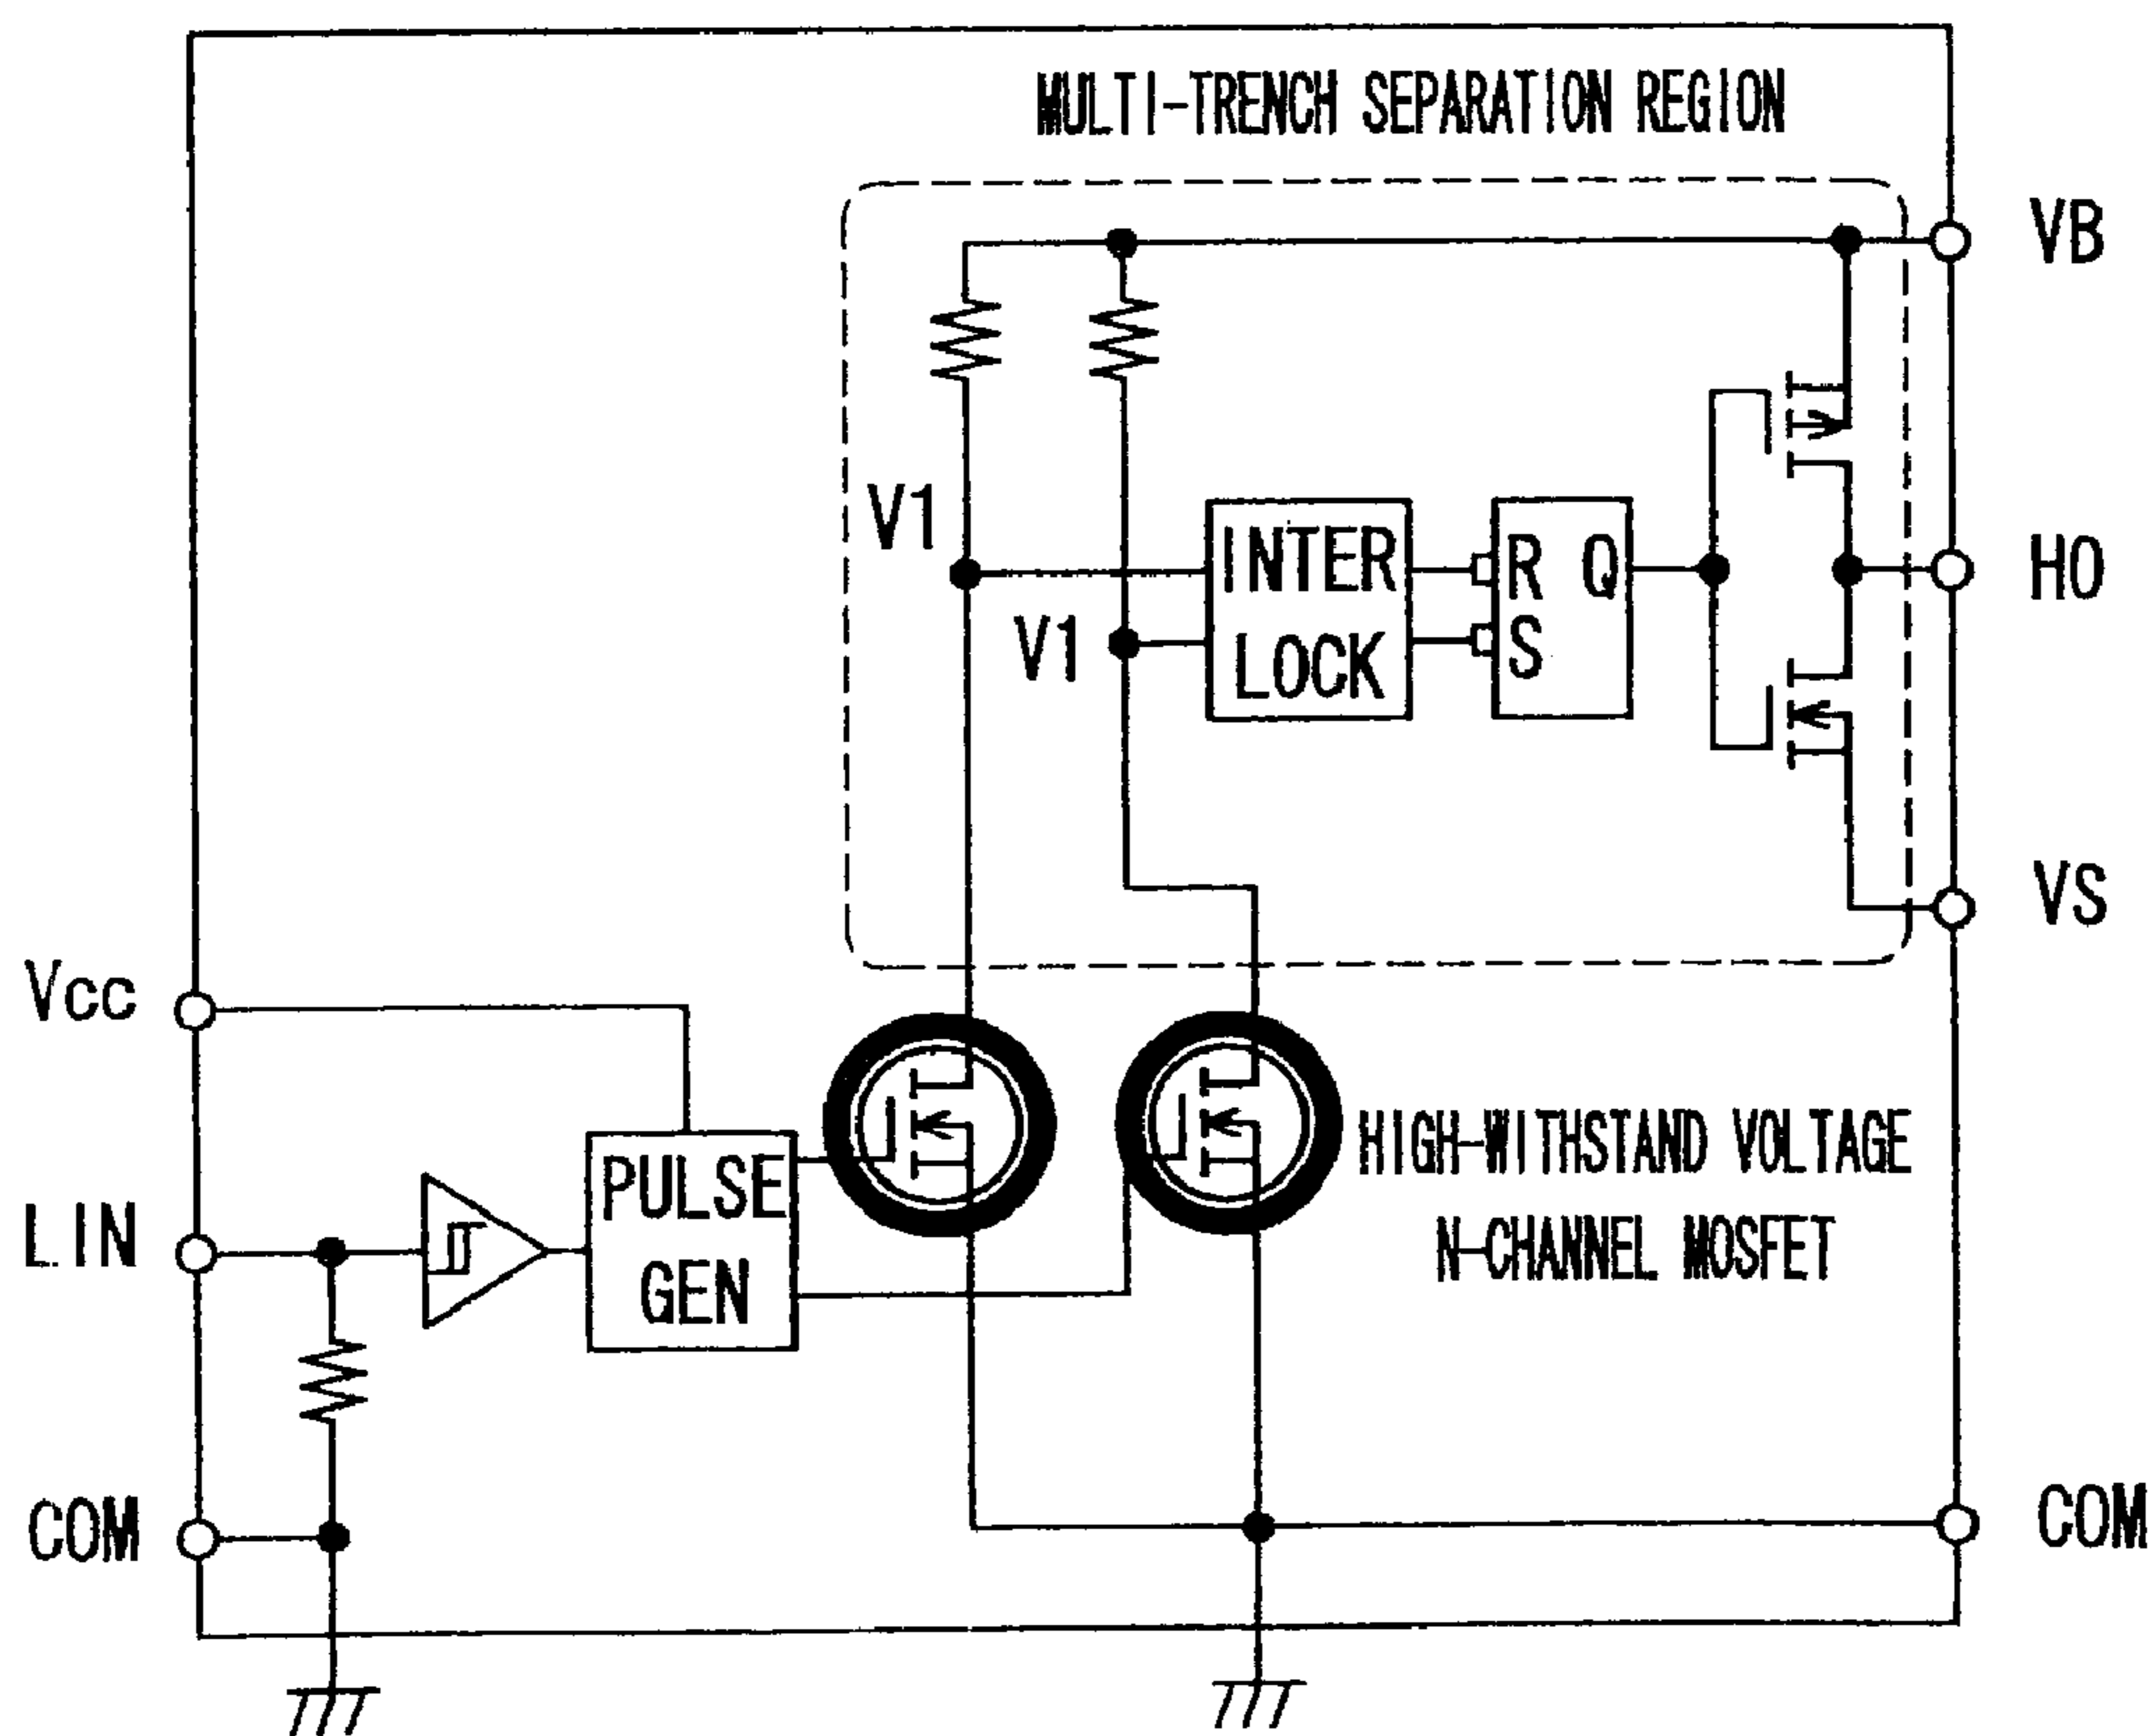 MULTI-TRENCH SEPARATION REGION
VB
V1
INTER
LOCK
R Q
S
HO
V1
VS
Vcc
PULSE
GEN
HIGH-WITHSTAND VOLTAGE
N-CHANNEL MOSFET
LIN
COM
COM